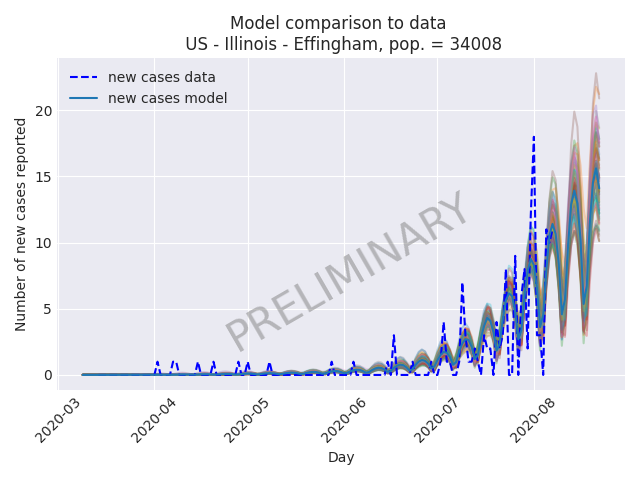 Model comparison to data
US - Illinois - Effingham, pop. = 34008
new cases data
new cases model
PRELIMINARY
Number of new cases reported
20
15
10
5
0
2020-03
2020-04
2020-05
2020-06
2020-07
2020-08
Day